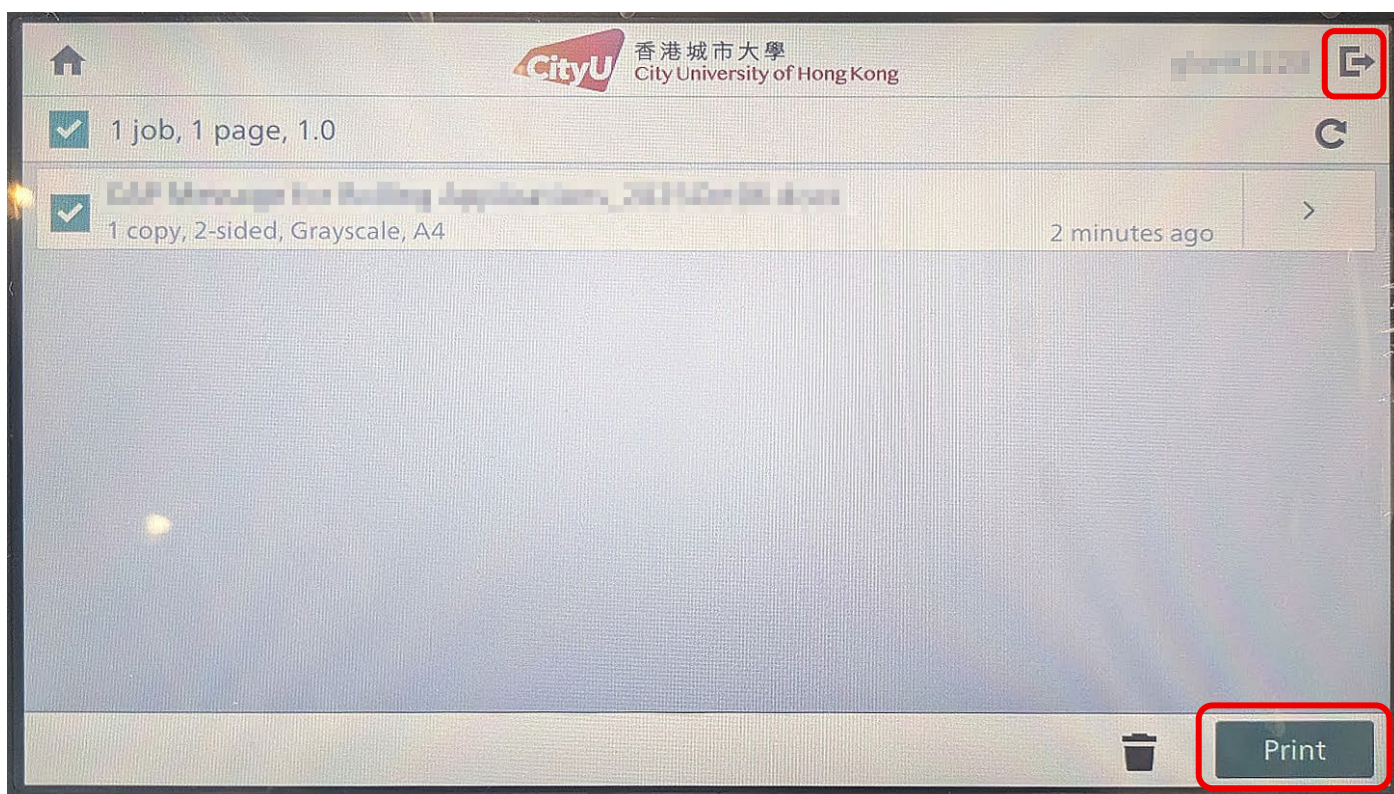 CityU
香港城市大學
City University of Hong Kong
1 job, 1 page, 1.0
1 copy, 2-sided, Grayscale, A4
2 minutes ago
Print